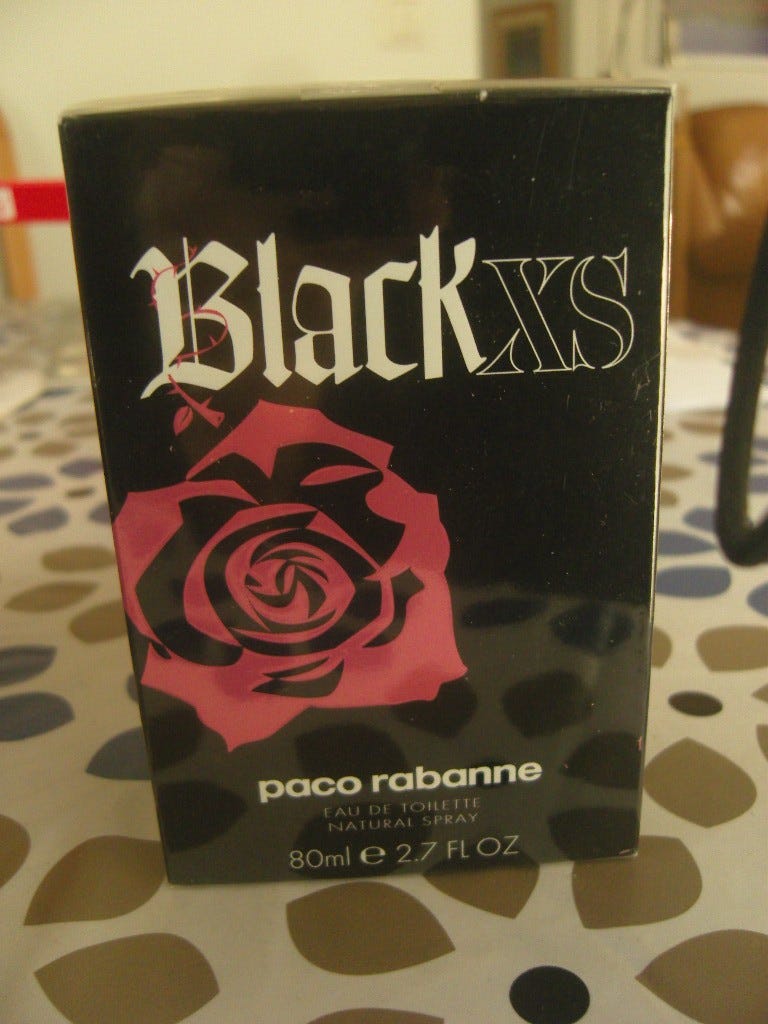 BlackXS
paco rabanne
EAU DE TOILETTE
NATURAL SPRAY
80ml e 2.7 FL OZ